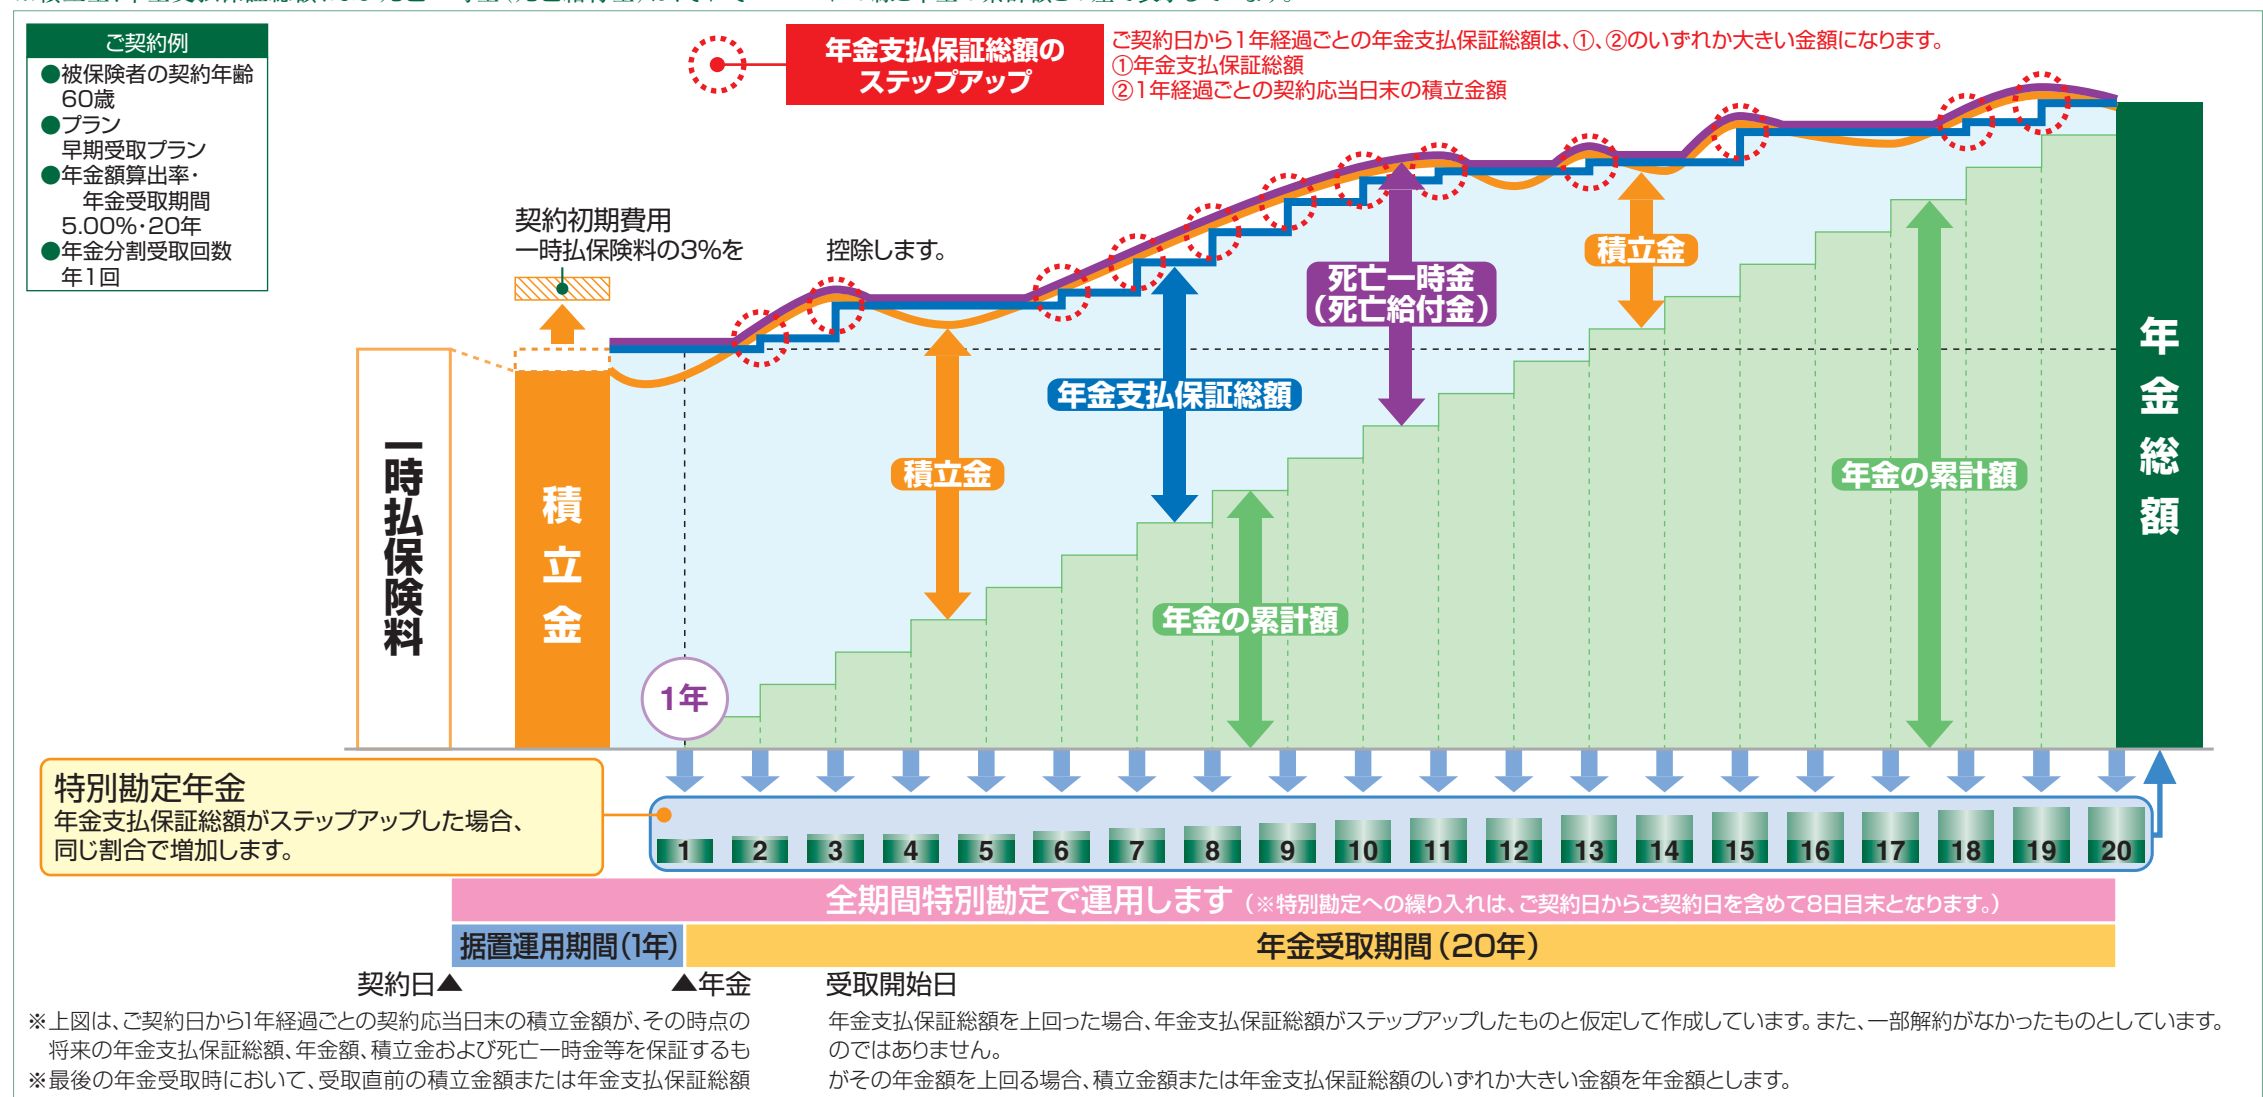 ご契約例
●被保険者の契約年齢
60歳
●プラン
早期受取プラン
●年金額算出率・
年金受取期間
5.00%・20年
●年金分割受取回数
年1回
年金支払保証総額の
ステップアップ
ご契約日から1年経過ごとの年金支払保証総額は、①、②のいずれか大きい金額になります。
①年金支払保証総額
②1年経過ごとの契約応当日末の積立金額
契約初期費用
一時払保険料の3%を 控除します。
一時払保険料
積立金
積立金
年金支払保証総額
死亡一時金
(死亡給付金)
積立金
年金の累計額
年金の累計額
年金総額
1年
特別勘定年金
年金支払保証総額がステップアップした場合、
同じ割合で増加します。
1 2 3 4 5 6 7 8 9 10 11 12 13 14 15 16 17 18 19 20
全期間特別勘定で運用します(※特別勘定への繰り入れは、ご契約日からご契約日を含めて8日目末となります。)
据置運用期間(1年) 年金受取期間(20年)
契約日▲ ▲年金 受取開始日
※上図は、ご契約日から1年経過ごとの契約応当日末の積立金額が、その時点の 年金支払保証総額を上回った場合、年金支払保証総額がステップアップしたものと仮定して作成しています。また、一部解約がなかったものとしています。
将来の年金支払保証総額、年金額、積立金および死亡一時金等を保証するも のではありません。
※最後の年金受取時において、受取直前の積立金額または年金支払保証総額 がその年金額を上回る場合、積立金額または年金支払保証総額のいずれか大きい金額を年金額とします。